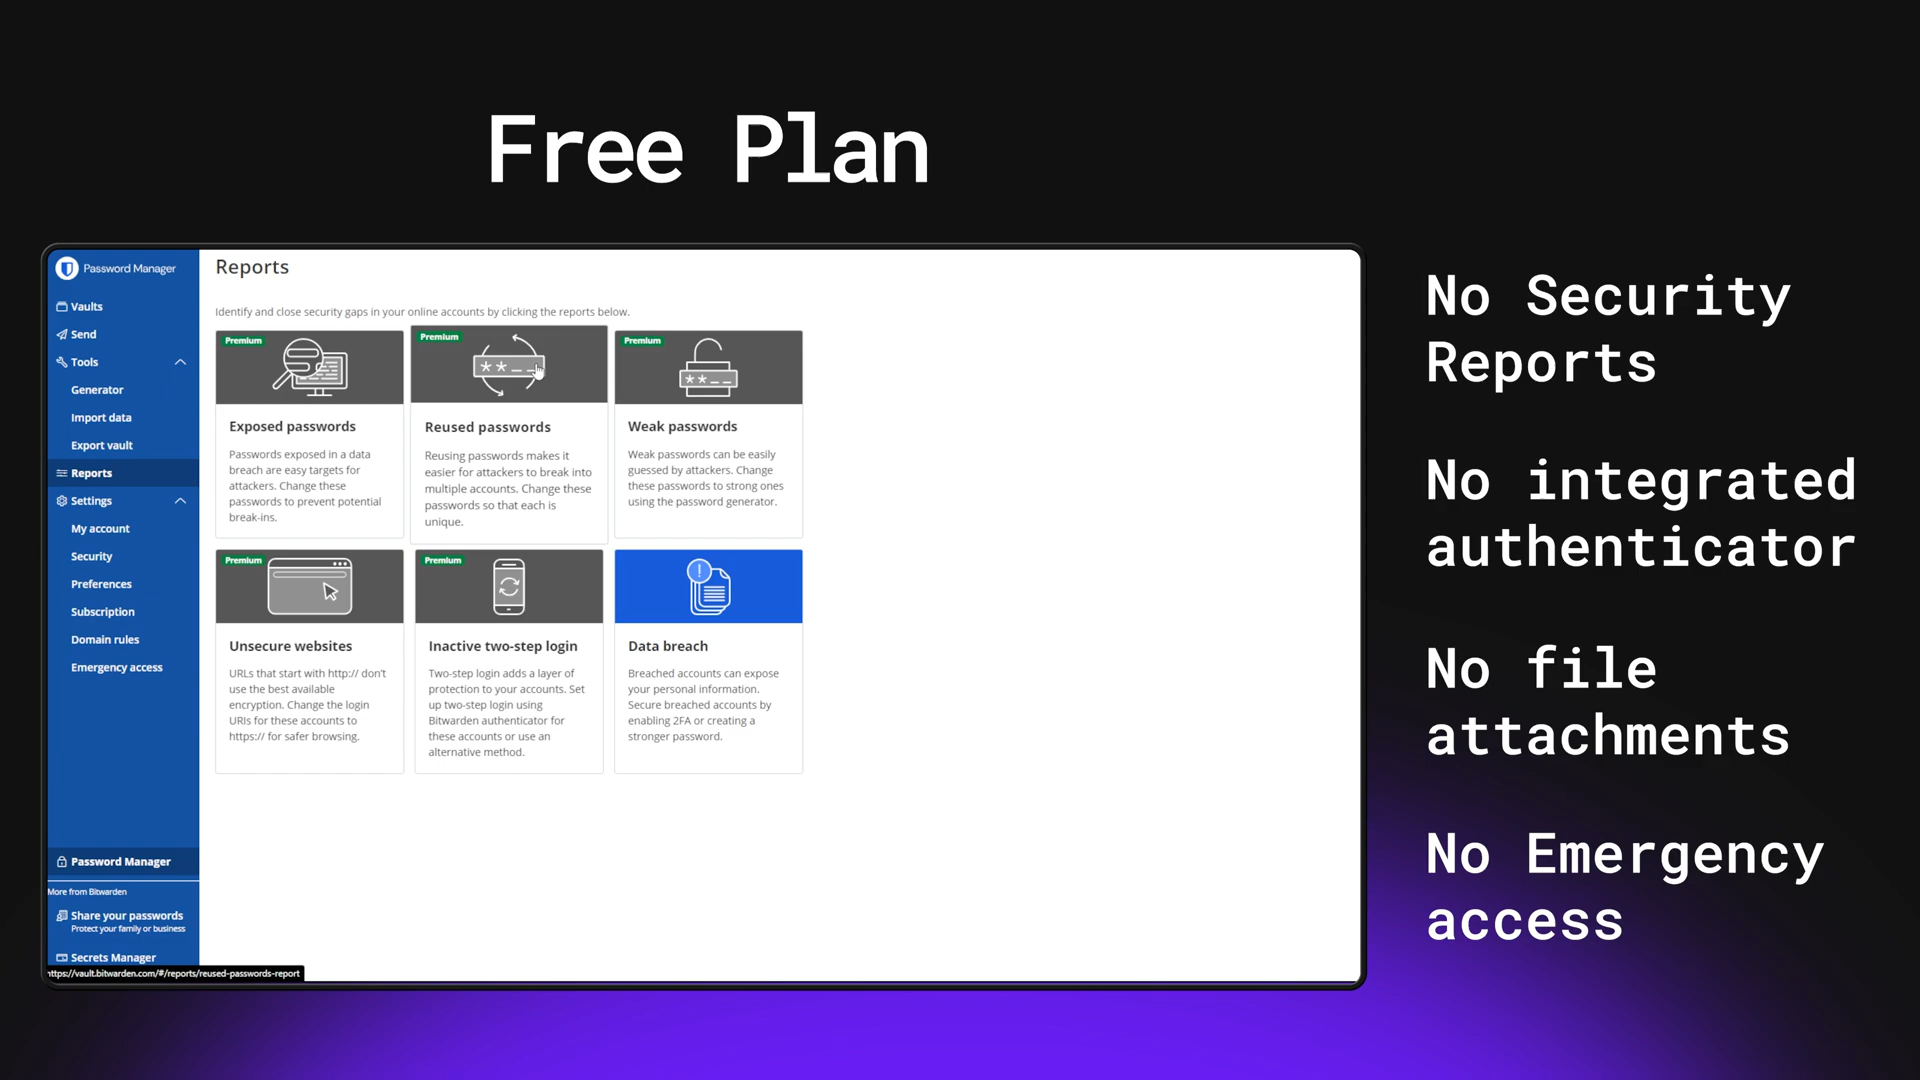 Free Plan
Password Manager
Vaults
Send
Tools
Generator
Import data
Export vault
Reports
Settings
My account
Security
Preferences
Subscription
Domain rules
Emergency access
Password Manager
More from Bitwarden
Share your passwords
Protect your family or business
Secrets Manager
https://vault.bitwarden.com/#/reports/reused-passwords-report
Reports
Identify and close security gaps in your online accounts by clicking the reports below.
Premium
* * _ _
Exposed passwords
Passwords exposed in a data
breach are easy targets for
attackers. Change these
passwords to prevent potential
break-ins.
Premium
Reused passwords
Reusing passwords makes it
easier for attackers to break into
multiple accounts. Change these
passwords so that each is
unique.
Premium
* * _ _
Weak passwords
Weak passwords can be easily
guessed by attackers. Change
these passwords to strong ones
using the password generator.
Premium
Unsecure websites
URLs that start with http:// don't
use the best available
encryption. Change the login
URIs for these accounts to
https:// for safer browsing.
Premium
Inactive two-step login
Two-step login adds a layer of
protection to your accounts. Set
up two-step login using
Bitwarden authenticator for
these accounts or use an
alternative method.
!
Data breach
Breached accounts can expose
your personal information.
Secure breached accounts by
enabling 2FA or creating a
stronger password.
No Security
Reports
No integrated
authenticator
No file
attachments
No Emergency
access